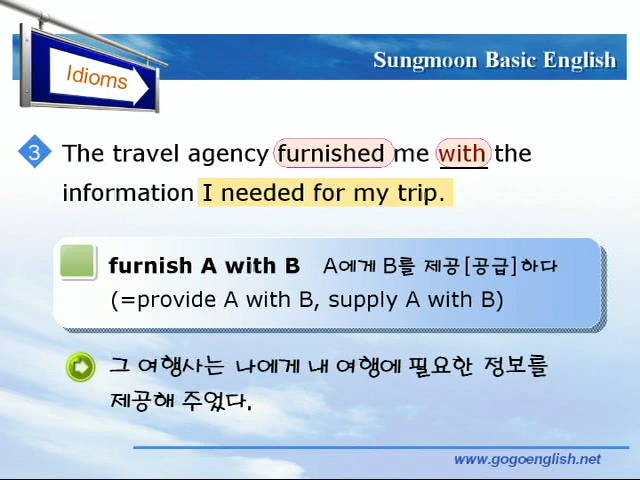 Idioms
Sungmoon Basic English
3 The travel agency furnished me with the
information I needed for my trip.
furnish A with B A에게 B를 제공[공급]하다
(=provide A with B, supply A with B)
그 여행사는 나에게 내 여행에 필요한 정보를
제공해 주었다.
www.gogoenglish.net